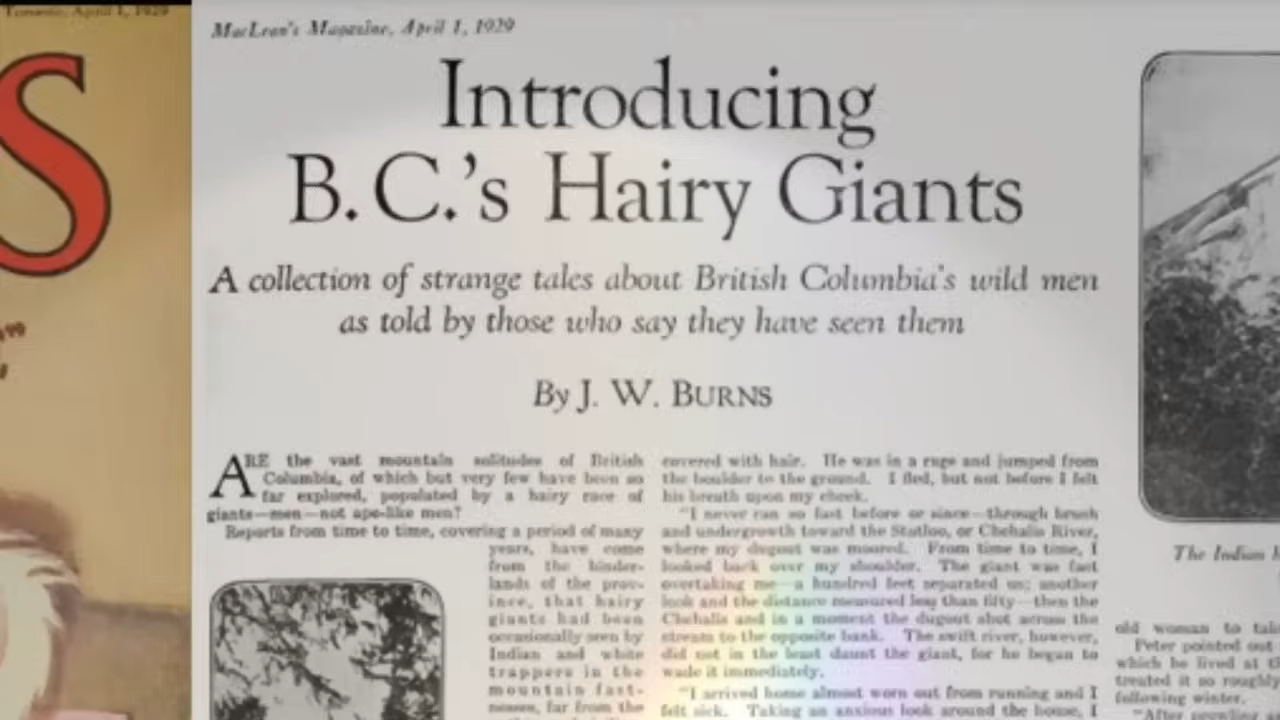 Toronto, April 1, 1929
S
MacLean's Magazine, April 1, 1929
Introducing
B.C.'s Hairy Giants
A collection of strange tales about British Columbia's wild men
as told by those who say they have seen them
By J. W. BURNS
ARE the vast mountain solitudes of British
Columbia, of which but very few have been so
far explored, populated by a hairy race of
giants—men—not ape-like men?
Reports from time to time, covering a period of many
years, have come
from the hinder-
lands of the prov-
ince, that hairy
giants had been
occasionally seen by
Indian and white
trappers in the
mountain fast-
nesses, far from the
covered with hair. He was in a rage and jumped from
the boulder to the ground. I fled, but not before I felt
his breath upon my cheek.
"I never ran so fast before or since—through brush
and undergrowth toward the Statloo, or Chehalis River,
where my dugout was moored. From time to time, I
looked back over my shoulder. The giant was fast
overtaking me—a hundred feet separated us; another
look and the distance measured less than fifty—then the
Chehalis and in a moment the dugout shot across the
stream to the opposite bank. The swift river, however,
did not in the least daunt the giant, for he began to
wade it immediately.
"I arrived home almost worn out from running and I
felt sick. Taking an anxious look around the house, I
The Indian
old woman to
Peter pointed out
which he lived at
treated it so roughly
following winter.
"After